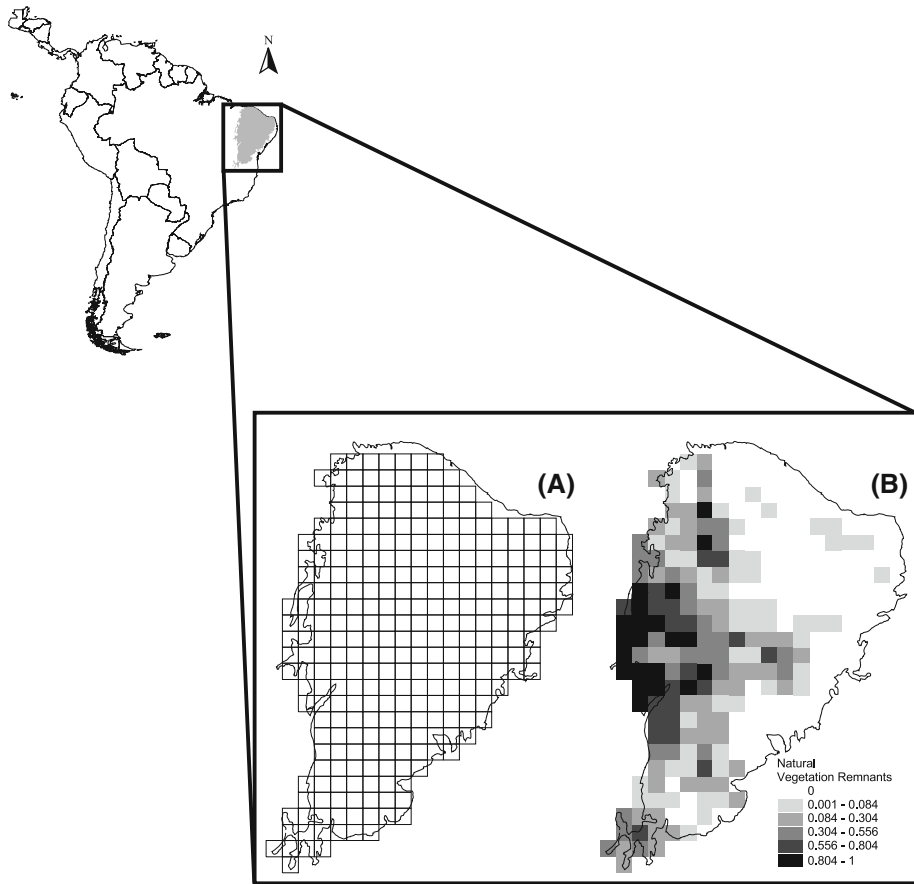 N
(A)
(B)
Natural
Vegetation Remnants
0
0.001 - 0.084
0.084 - 0.304
0.304 - 0.556
0.556 - 0.804
0.804 - 1